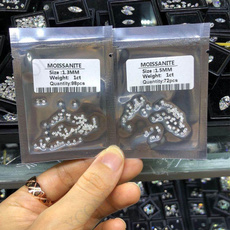 MOISSANITE
Size :1.3MM
Weight: 1ct
Quantity:98pcs
MOISSANITE
Size :1.5MM
Weight: 1ct
Quantity:72pcs